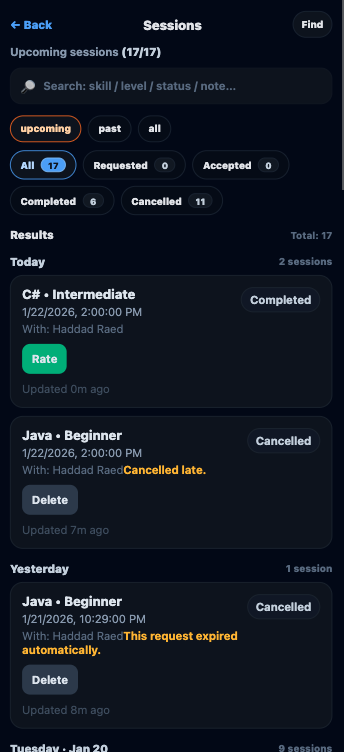 ← Back Sessions Find
Upcoming sessions (17/17)
🔎 Search: skill / level / status / note...
upcoming past all
All 17 Requested 0 Accepted 0
Completed 6 Cancelled 11
Results Total: 17
Today 2 sessions
C# • Intermediate Completed
1/22/2026, 2:00:00 PM
With: Haddad Raed
Rate
Updated 0m ago
Java • Beginner Cancelled
1/22/2026, 2:00:00 PM
With: Haddad RaedCancelled late.
Delete
Updated 7m ago
Yesterday 1 session
Java • Beginner Cancelled
1/21/2026, 10:29:00 PM
With: Haddad RaedThis request expired
automatically.
Delete
Updated 8m ago
Tuesday · Jan 20 9 sessions